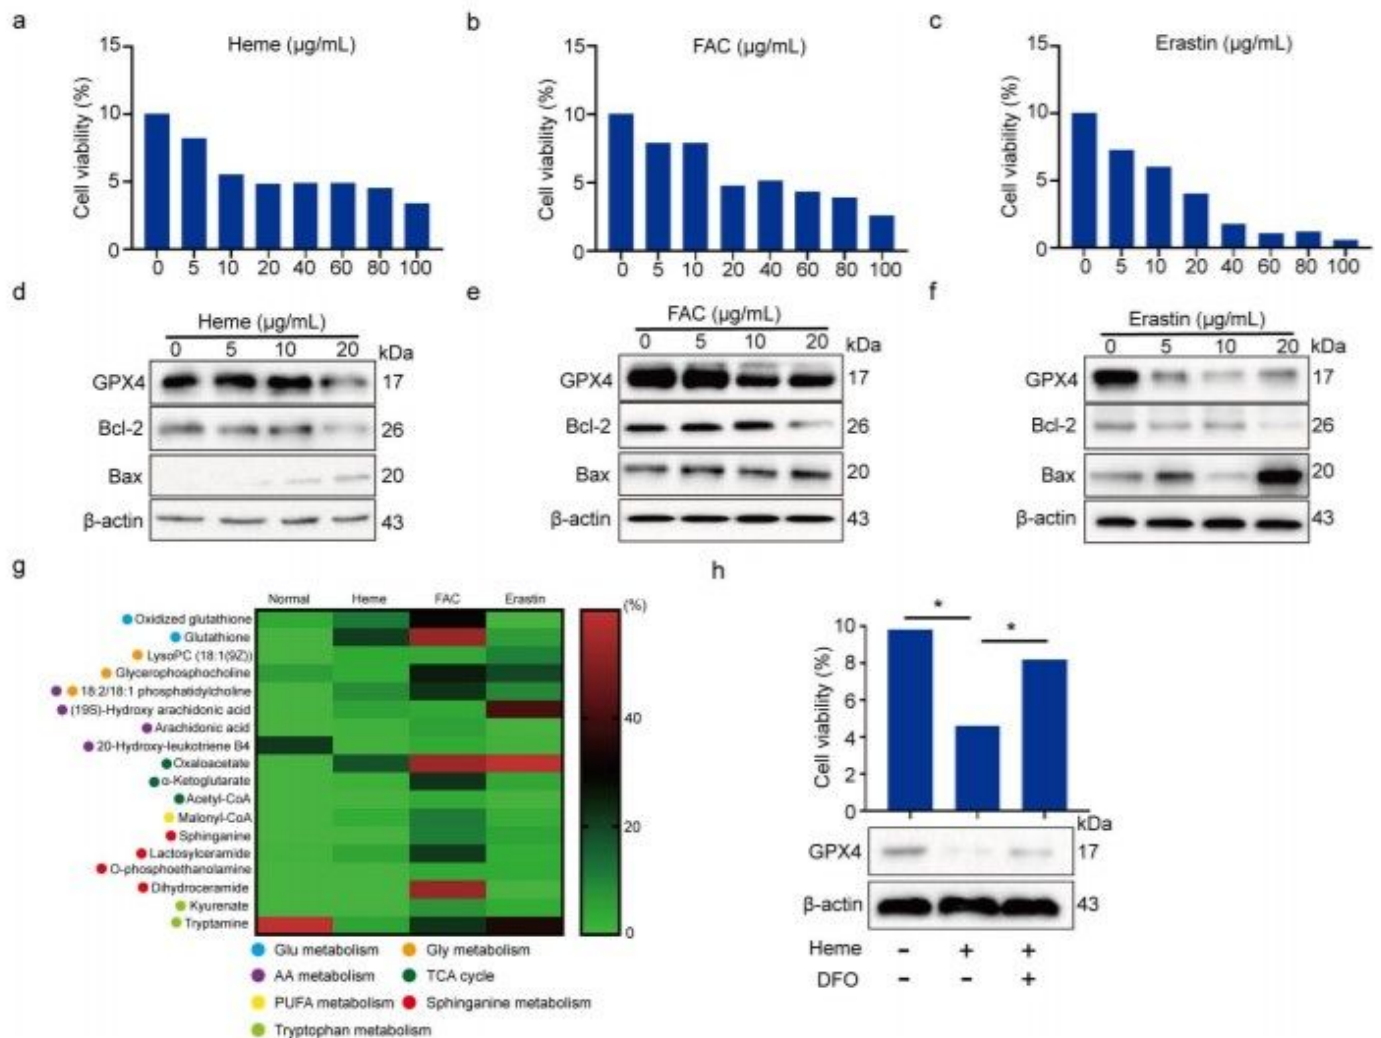 a
Heme (µg/mL)
Cell viability (%)
15
10
5
0
0 5 10 20 40 60 80 100
b
FAC (µg/mL)
Cell viability (%)
15
10
5
0
0 5 10 20 40 60 80 100
c
Erastin (µg/mL)
Cell viability (%)
15
10
5
0
0 5 10 20 40 60 80 100
d
Heme (µg/mL)
0 5 10 20 kDa
GPX4 17
Bcl-2 26
Bax 20
β-actin 43
e
FAC (µg/mL)
0 5 10 20 kDa
GPX4 17
Bcl-2 26
Bax 20
β-actin 43
f
Erastin (µg/mL)
0 5 10 20 kDa
GPX4 17
Bcl-2 26
Bax 20
β-actin 43
g
Normal Heme FAC Erastin (%)
Oxidized glutathione
Glutathione
LysoPC (18:1(9Z))
Glycerophosphocholine
18:2/18:1 phosphatidylcholine
(19S)-Hydroxy arachidonic acid
Arachidonic acid
20-Hydroxy-leukotriene B4
Oxaloacetate
α-Ketoglutarate
Acetyl-CoA
Malonyl-CoA
Sphinganine
Lactosylceramide
O-phosphoethanolamine
Dihydroceramide
Kyurenate
Tryptamine
40
20
0
Glu metabolism Gly metabolism
AA metabolism TCA cycle
PUFA metabolism Sphinganine metabolism
Tryptophan metabolism
h
* *
Cell viability (%)
10
8
6
4
2
0
kDa
GPX4 17
β-actin 43
Heme - + +
DFO - - +